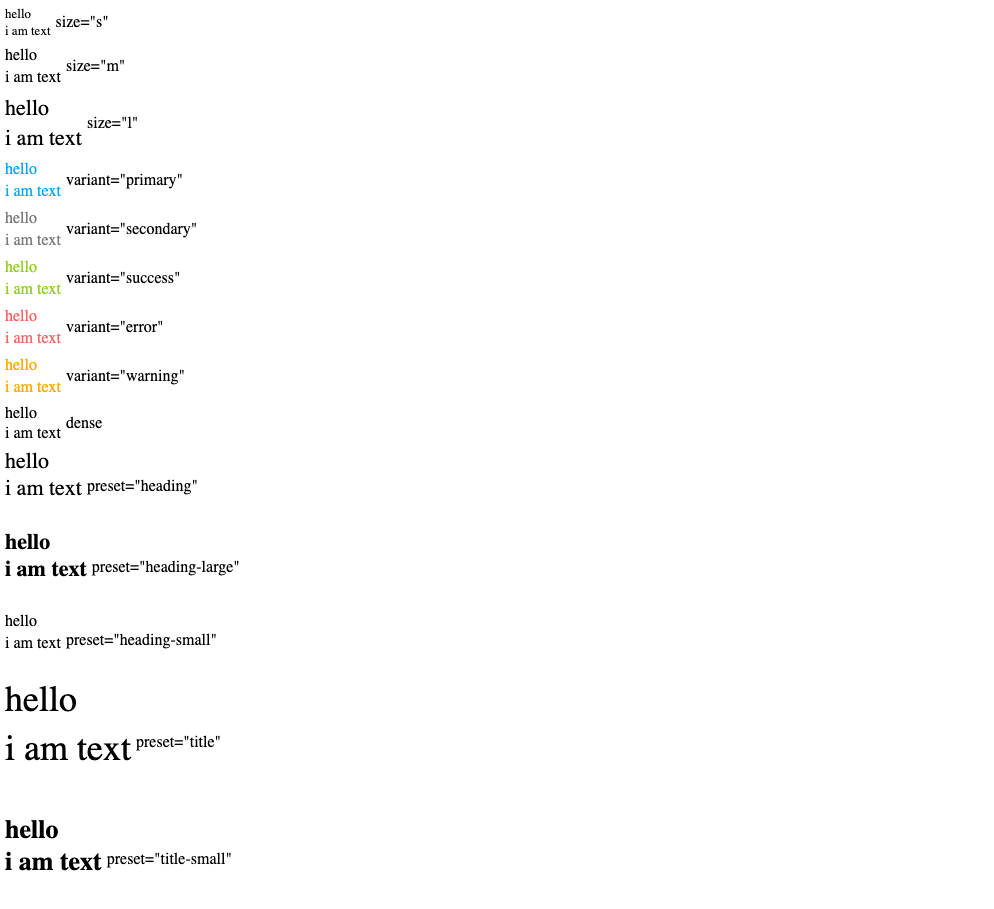 hello
i am text size="s"
hello
i am text size="m"
hello
i am text size="l"
hello
i am text variant="primary"
hello
i am text variant="secondary"
hello
i am text variant="success"
hello
i am text variant="error"
hello
i am text variant="warning"
hello
i am text dense
hello
i am text preset="heading"
hello
i am text preset="heading-large"
hello
i am text preset="heading-small"
hello
i am text preset="title"
hello
i am text preset="title-small"